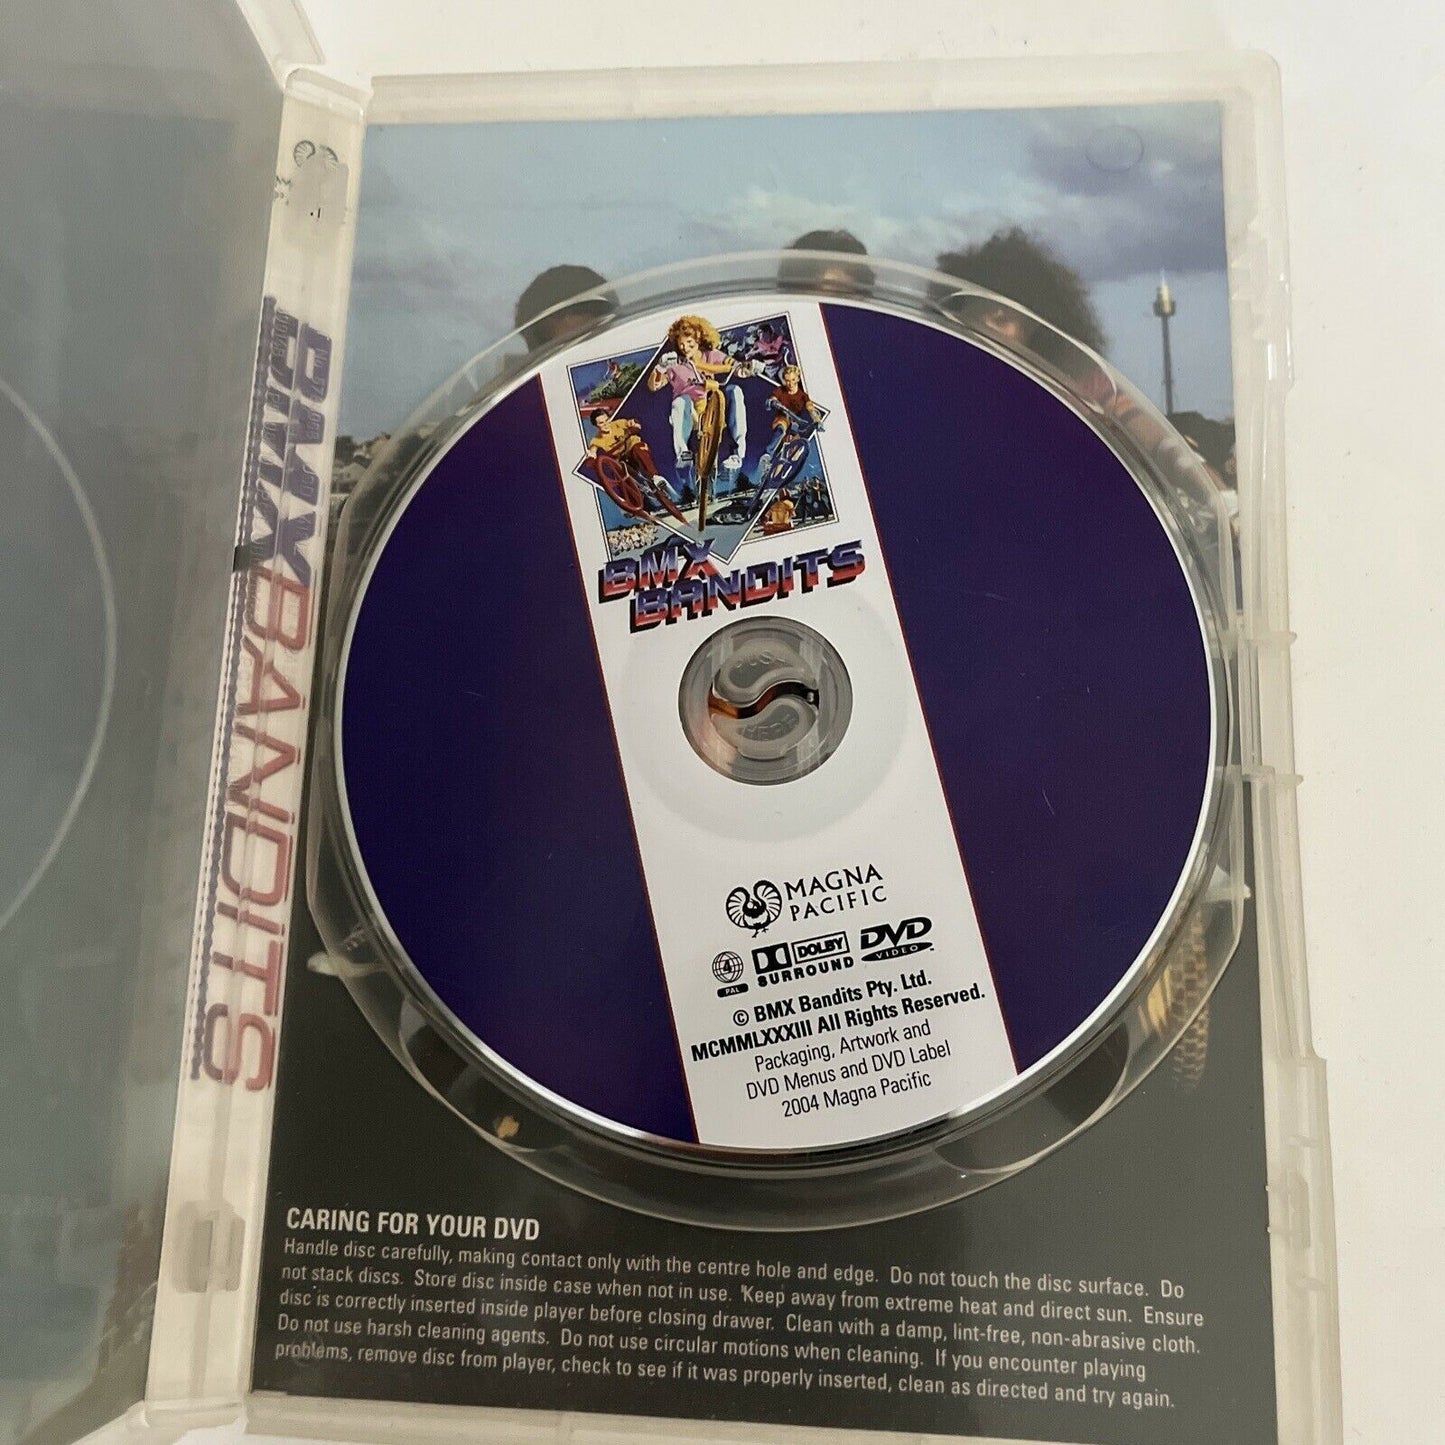 BMX BANDITS
BMX
BANDITS
MAGNA
PACIFIC
4
PAL
DOLBY
SURROUND
DVD
VIDEO
© BMX Bandits Pty. Ltd.
MCMMLXXXIII All Rights Reserved.
Packaging, Artwork and
DVD Menus and DVD Label
2004 Magna Pacific
CARING FOR YOUR DVD
Handle disc carefully, making contact only with the centre hole and edge. Do not touch the disc surface. Do
not stack discs. Store disc inside case when not in use. Keep away from extreme heat and direct sun. Ensure
disc is correctly inserted inside player before closing drawer. Clean with a damp, lint-free, non-abrasive cloth.
Do not use harsh cleaning agents. Do not use circular motions when cleaning. If you encounter playing
problems, remove disc from player, check to see if it was properly inserted, clean as directed and try again.